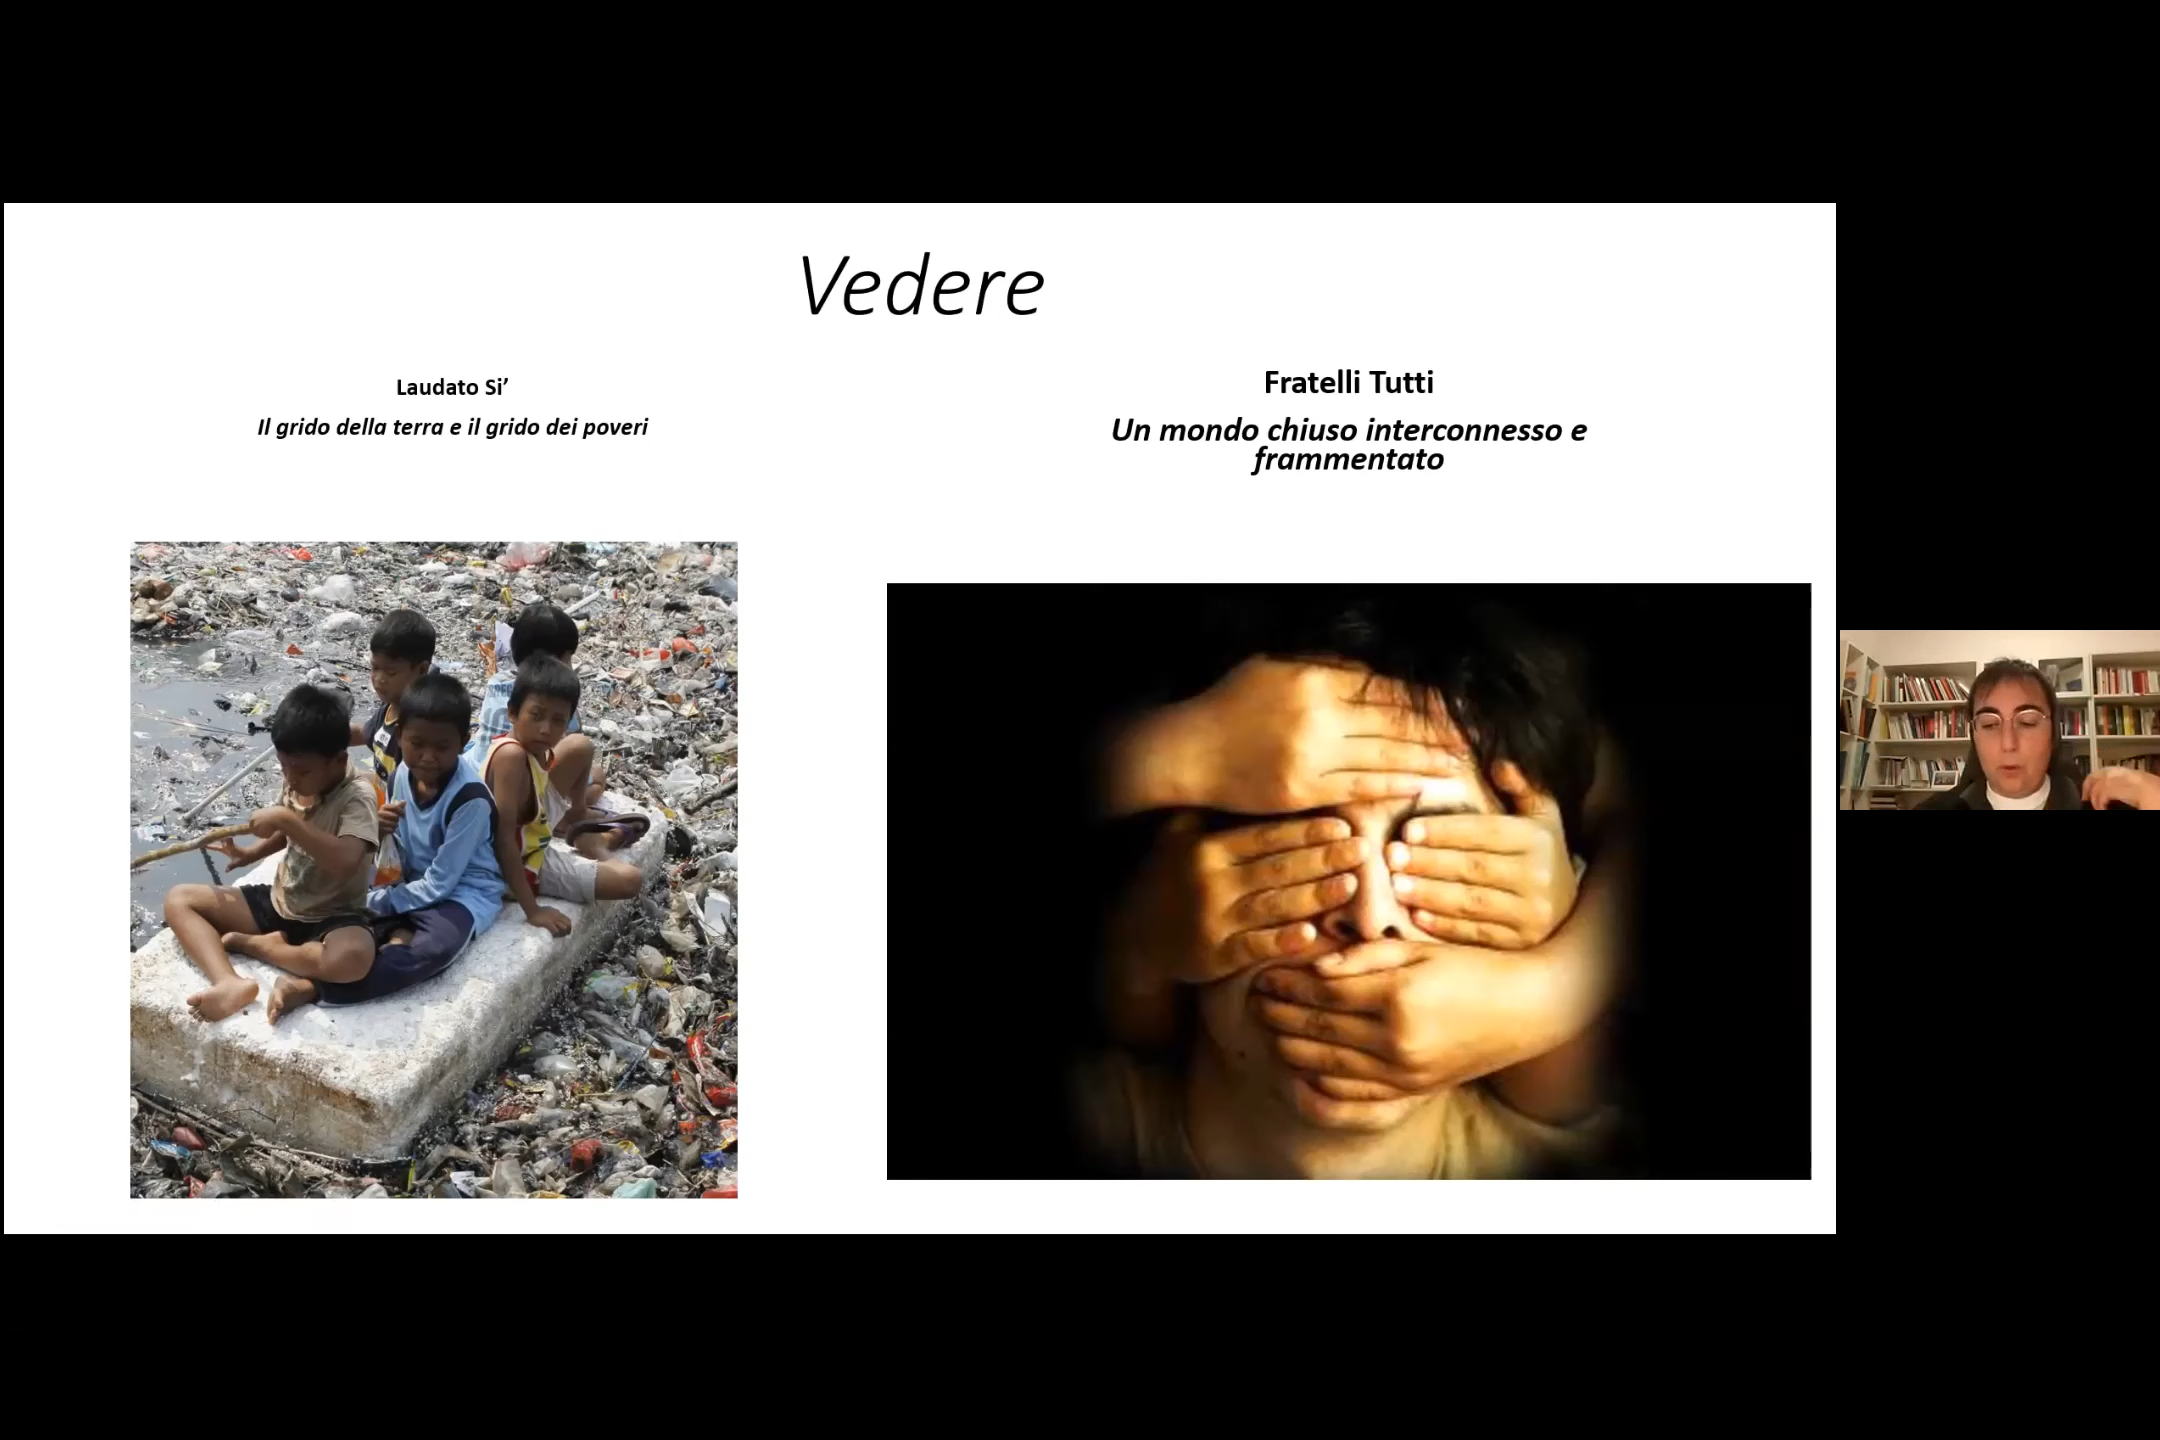 Vedere
Laudato Si’
Il grido della terra e il grido dei poveri
Fratelli Tutti
Un mondo chiuso interconnesso e
frammentato